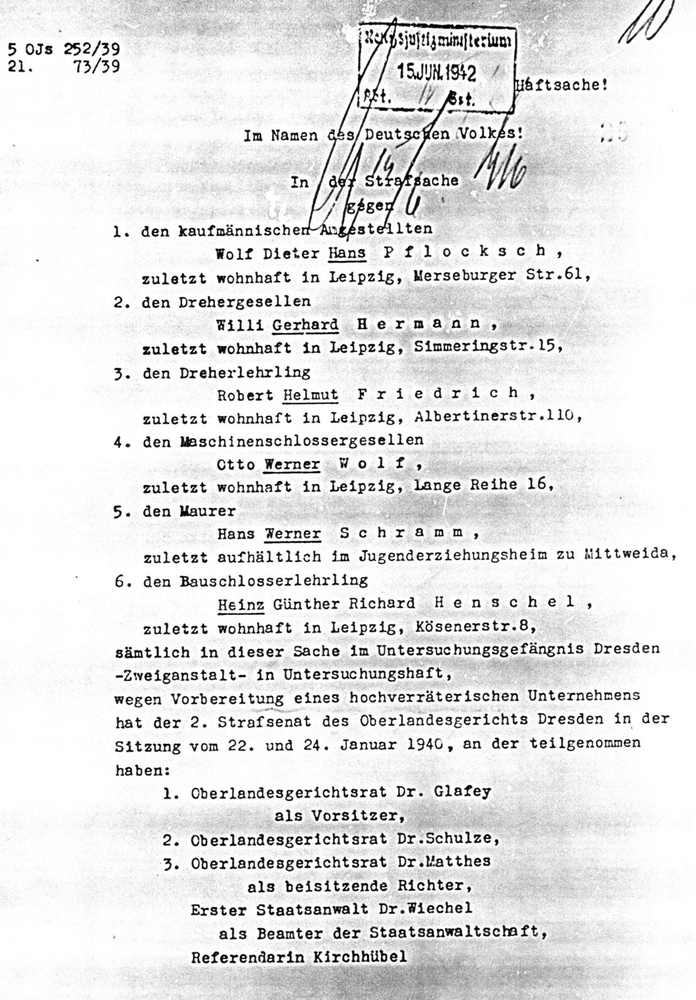 5 OJs 252/39
21. 73/39
Reichsjustizministerium
15.JUN.1942
Abt.
Haftsache!
Im Namen des Deutschen Volkes!
In der Strafsache
gegen
1. den kaufmännischen Angestellten
Wolf Dieter Hans P f l o c k s c h ,
zuletzt wohnhaft in Leipzig, Merseburger Str.61,
2. den Drehergesellen
Willi Gerhard H e r m a n n ,
zuletzt wohnhaft in Leipzig, Simmeringstr.15,
3. den Dreherlehrling
Robert Helmut F r i e d r i c h ,
zuletzt wohnhaft in Leipzig, Albertinerstr.110,
4. den Maschinenschlossergesellen
Otto Werner W o l f ,
zuletzt wohnhaft in Leipzig, Lange Reihe 16,
5. den Maurer
Hans Werner S c h r a m m ,
zuletzt aufhältlich im Jugenderziehungsheim zu Mittweida,
6. den Bauschlosserlehrling
Heinz Günther Richard H e n s c h e l ,
zuletzt wohnhaft in Leipzig, Kösenerstr.8,
sämtlich in dieser Sache im Untersuchungsgefängnis Dresden
-Zweiganstalt- in Untersuchungshaft,
wegen Vorbereitung eines hochverräterischen Unternehmens
hat der 2. Strafsenat des Oberlandesgerichts Dresden in der
Sitzung vom 22. und 24. Januar 1940, an der teilgenommen
haben:
1. Oberlandesgerichtsrat Dr. Glafey
als Vorsitzer,
2. Oberlandesgerichtsrat Dr.Schulze,
3. Oberlandesgerichtsrat Dr.Matthes
als beisitzende Richter,
Erster Staatsanwalt Dr.Wiechel
als Beamter der Staatsanwaltschaft,
Referendarin Kirchhübel